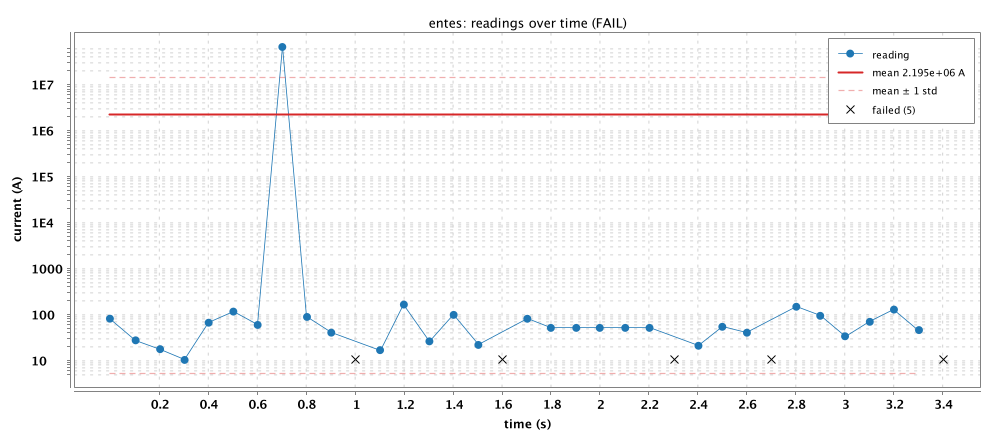 entes: readings over time (FAIL)
reading
mean 2.195e+06 A
mean ± 1 std
failed (5)
current (A)
1E7
1E6
1E5
1E4
1000
100
10
0.2 0.4 0.6 0.8 1 1.2 1.4 1.6 1.8 2 2.2 2.4 2.6 2.8 3 3.2 3.4
time (s)